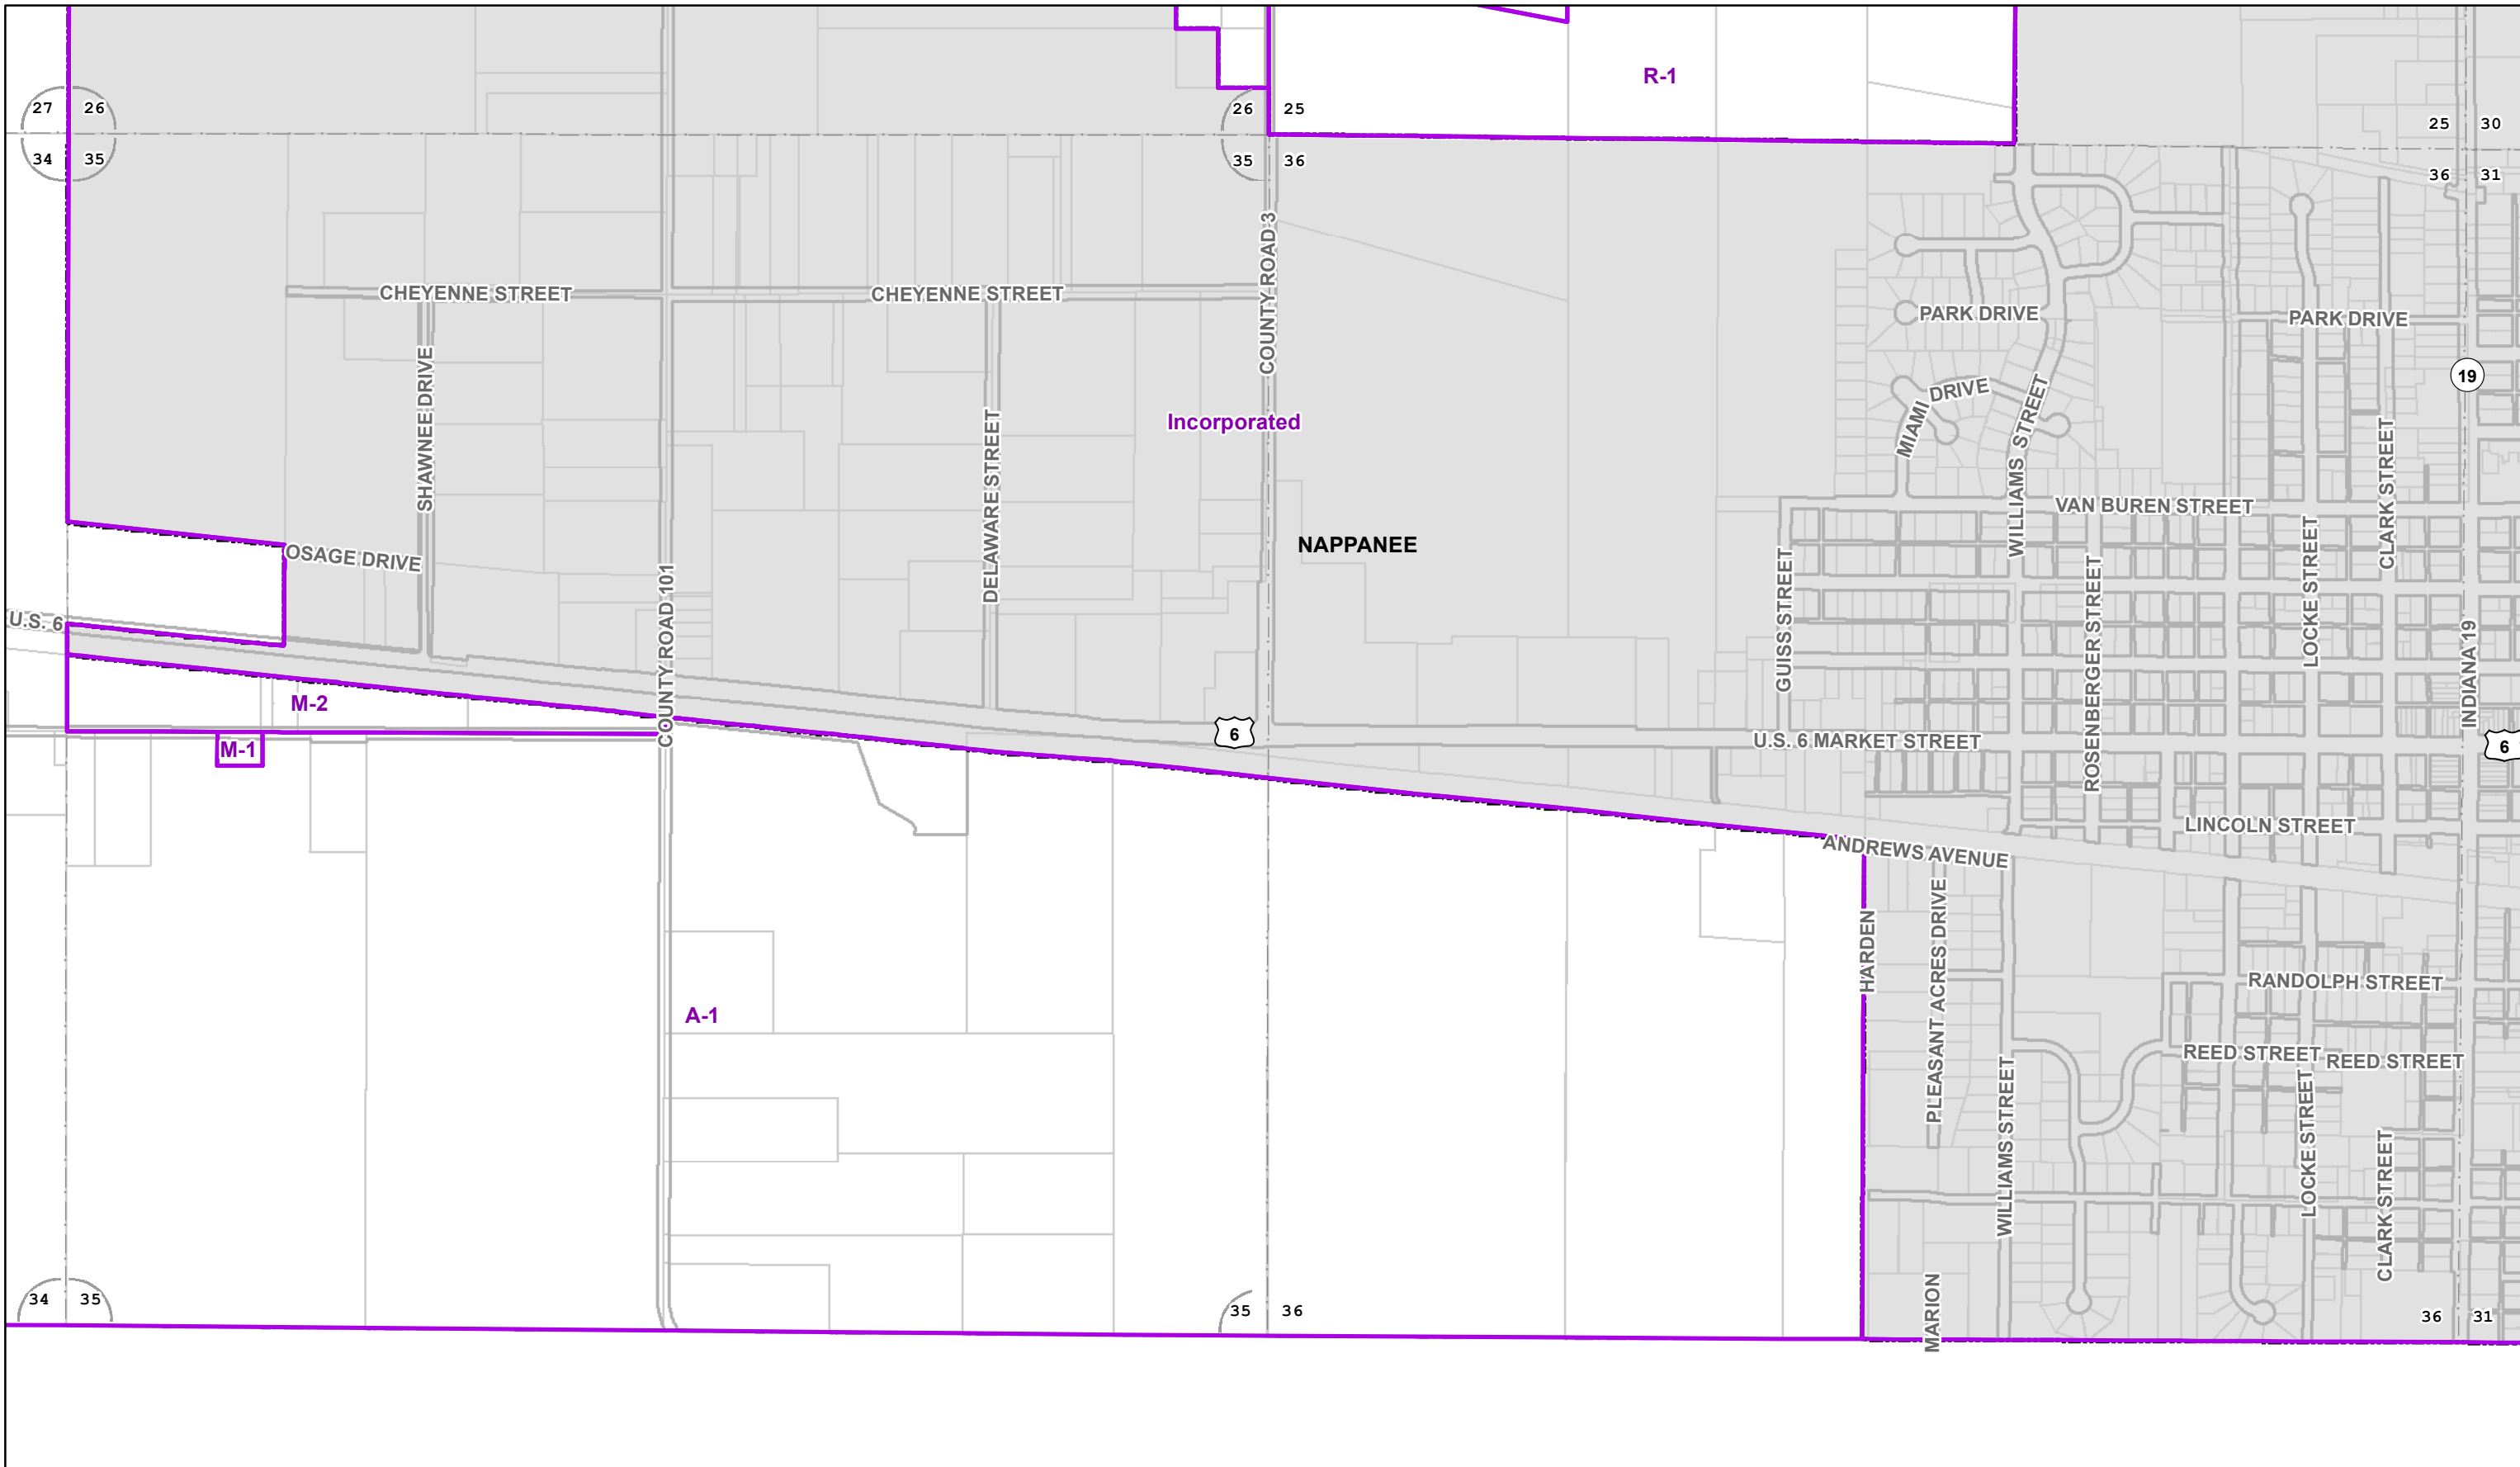 R-1
27 26
26 25
25 30
34 35
35 36
36 31
COUNTY ROAD 3
CHEYENNE STREET
CHEYENNE STREET
PARK DRIVE
PARK DRIVE
19
SHAWNEE DRIVE
MIAMI DRIVE
WILLIAMS STREET
Incorporated
DELAWARE STREET
CLARK STREET
VAN BUREN STREET
NAPPANEE
OSAGE DRIVE
LOCKE STREET
GUISS STREET
ROSENBERGER STREET
U.S. 6
COUNTY ROAD 101
INDIANA 19
M-2
6
U.S. 6 MARKET STREET
6
M-1
LINCOLN STREET
ANDREWS AVENUE
HARDEN
PLEASANT ACRES DRIVE
RANDOLPH STREET
A-1
REED STREET
REED STREET
WILLIAMS STREET
LOCKE STREET
CLARK STREET
34 35
35 36
MARION
36 31